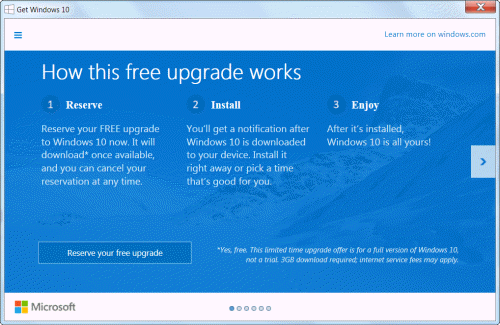 Get Windows 10
Learn more on windows.com
How this free upgrade works
1 Reserve
Reserve your FREE upgrade
to Windows 10 now. It will
download* once available,
and you can cancel your
reservation at any time.
2 Install
You'll get a notification after
Windows 10 is downloaded
to your device. Install it
right away or pick a time
that's good for you.
3 Enjoy
After it's installed,
Windows 10 is all yours!
Reserve your free upgrade
*Yes, free. This limited time upgrade offer is for a full version of Windows 10,
not a trial. 3GB download required; internet service fees may apply.
Microsoft